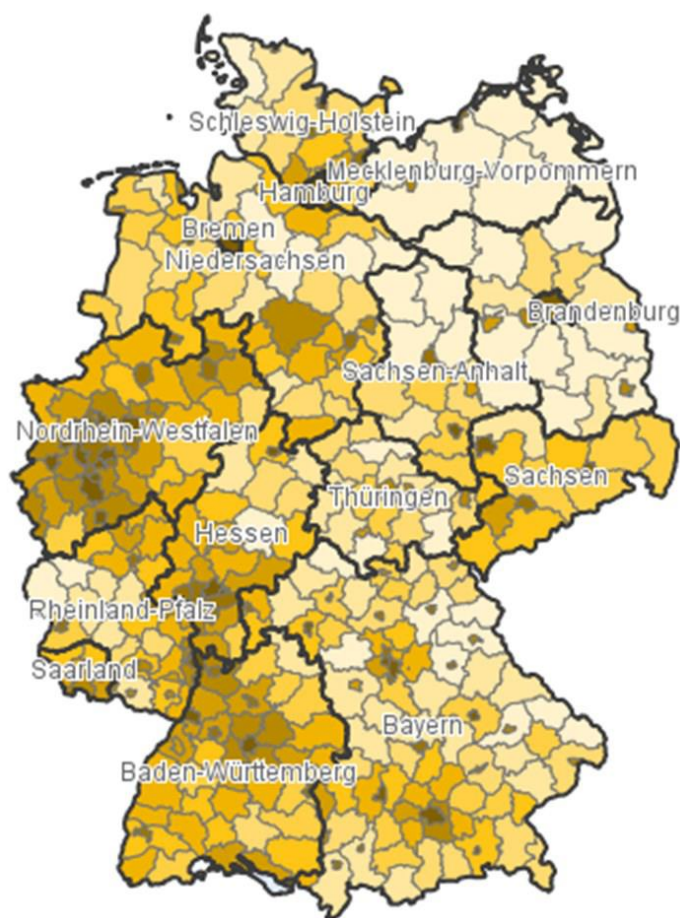 Schleswig-Holstein
Mecklenburg-Vorpommern
Hamburg
Bremen
Niedersachsen
Brandenburg
Sachsen-Anhalt
Nordrhein-Westfalen
Sachsen
Thüringen
Hessen
Rheinland-Pfalz
Saarland
Bayern
Baden-Württemberg